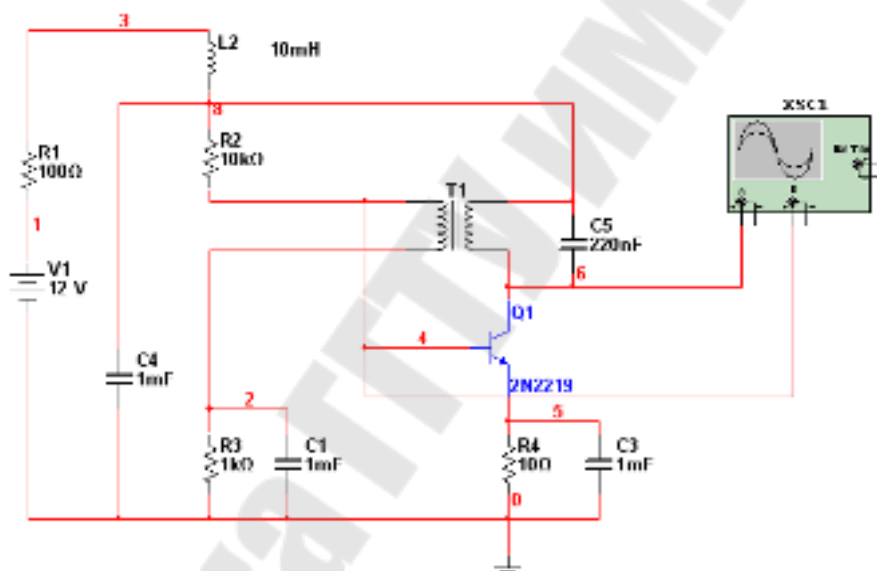 3
L2
10mH
XSC1
8
R2
10kΩ
R1
100Ω
T1
1
C5
220nF
V1
12 V
6
Q1
4
C4
1mF
2N2219
2
5
R3
1kΩ
C1
1mF
R4
10Ω
C3
1mF
0